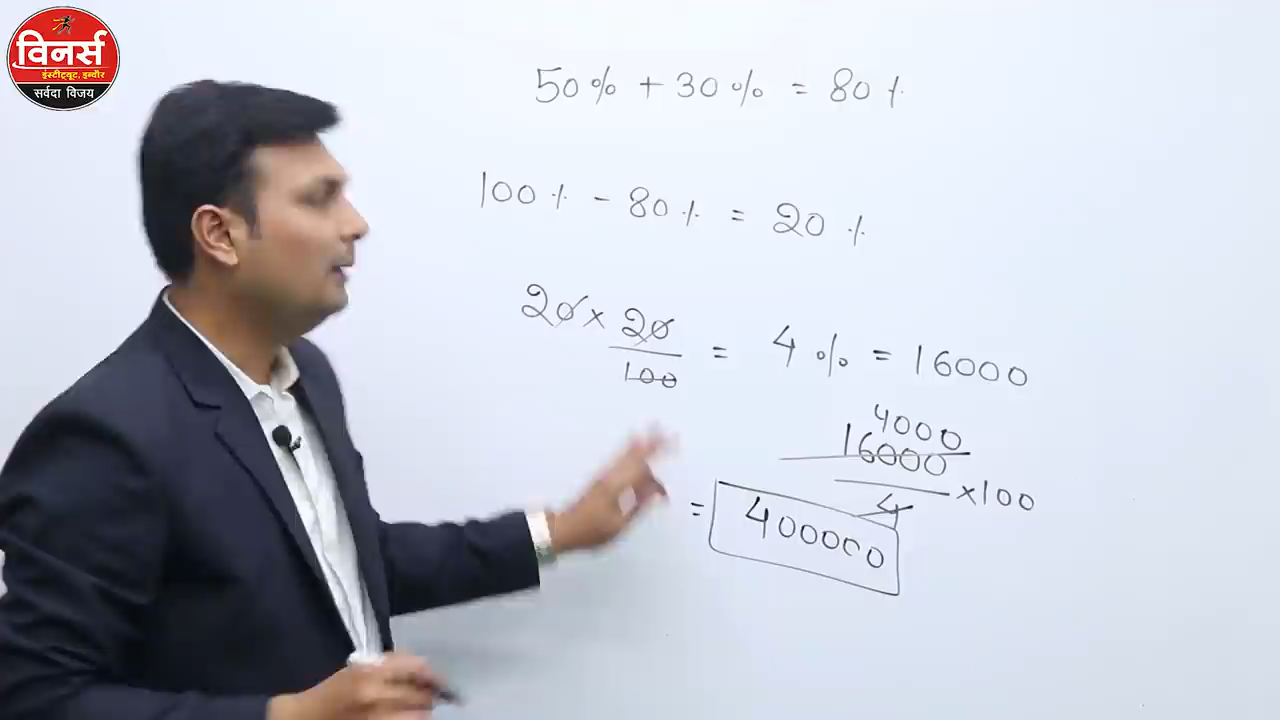 विनर्स
इंस्टीट्यूट, इन्दौर
सर्वदा विजय
50% + 30% = 80%
100% - 80% = 20%
20 × 20/100 = 4% = 16000
4000
16000/4 × 100
= 400000